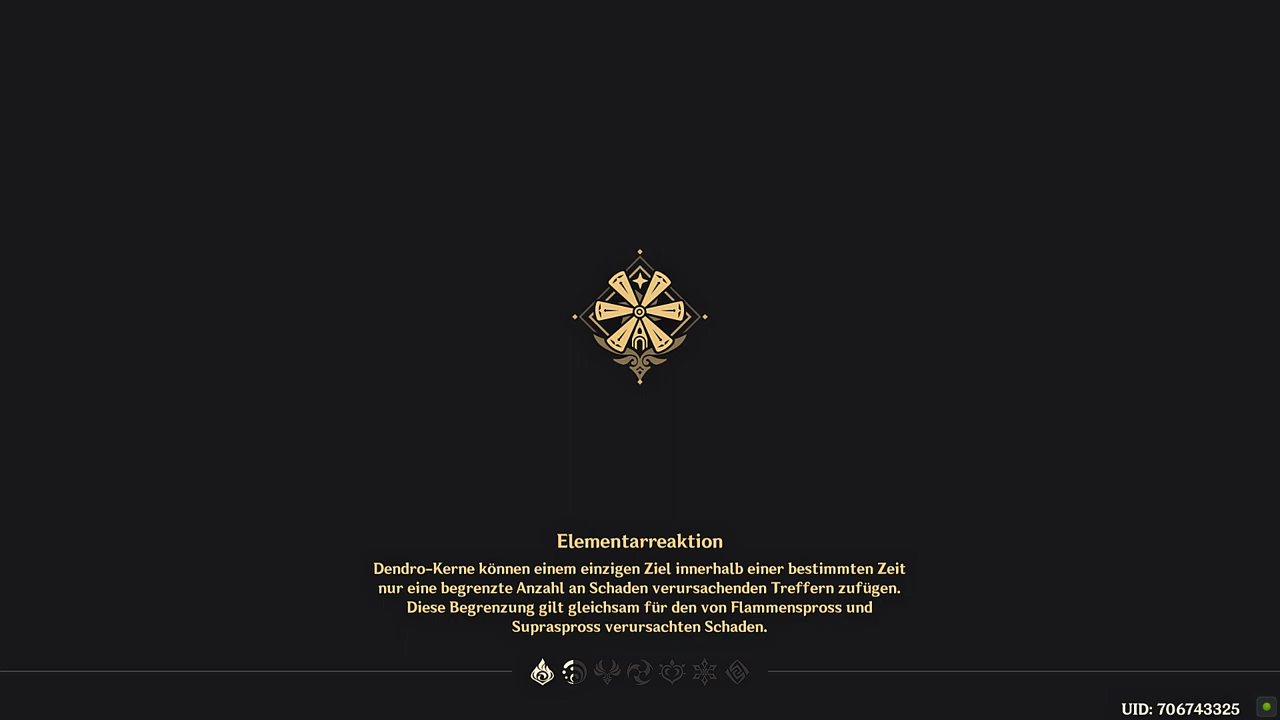 Elementarreaktion
Dendro-Kerne können einem einzigen Ziel innerhalb einer bestimmten Zeit
nur eine begrenzte Anzahl an Schaden verursachenden Treffern zufügen.
Diese Begrenzung gilt gleichsam für den von Flammenspross und
Supraspross verursachten Schaden.
UID: 706743325